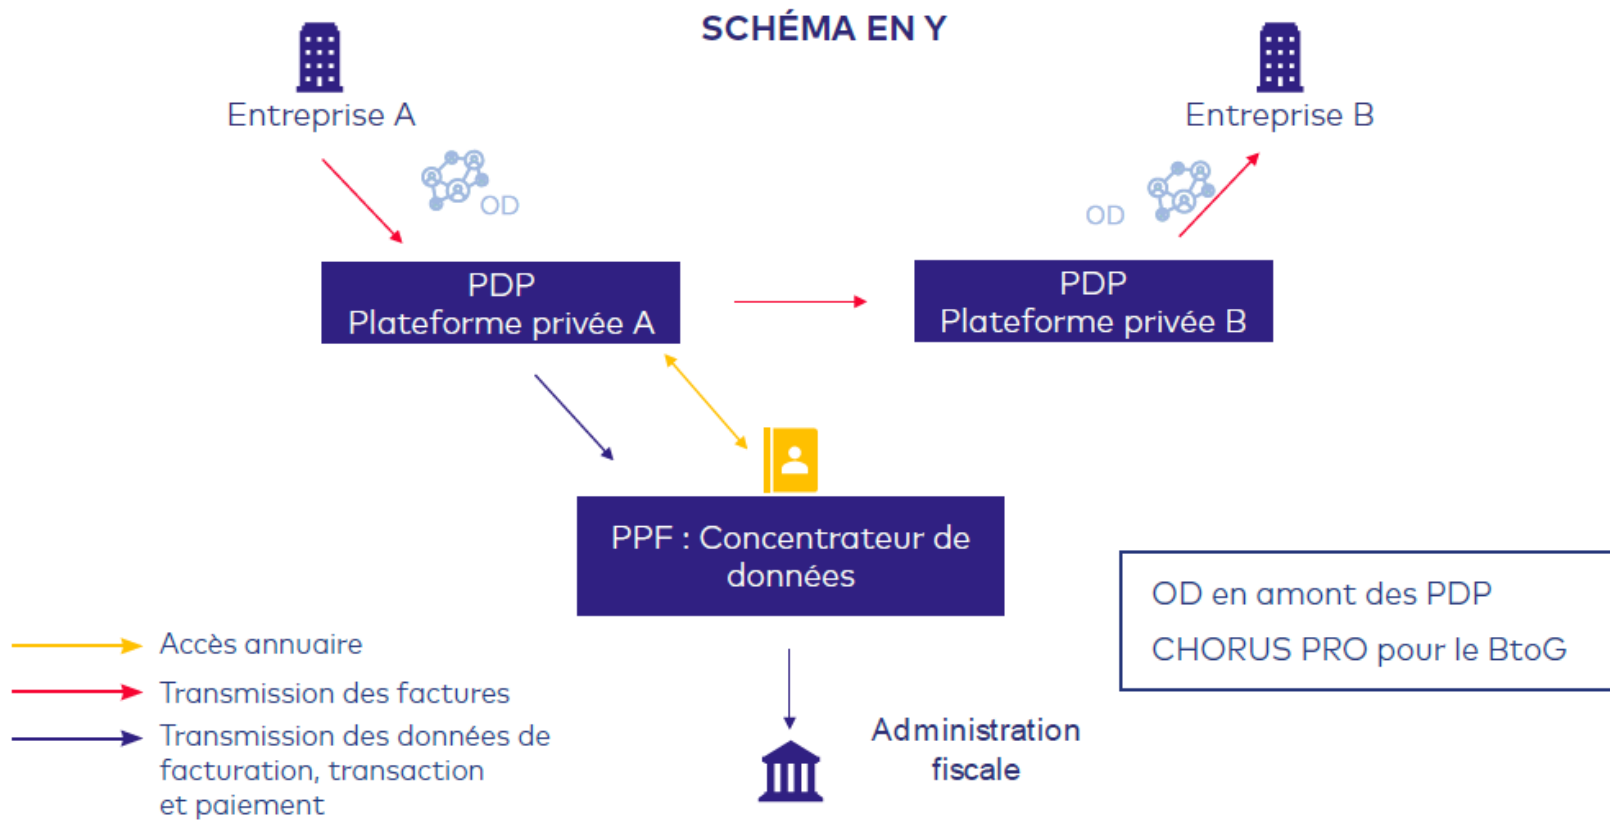 SCHÉMA EN Y
Entreprise A
Entreprise B
OD
OD
PDP
Plateforme privée A
PDP
Plateforme privée B
PPF : Concentrateur de
données
OD en amont des PDP
CHORUS PRO pour le BtoG
Accès annuaire
Transmission des factures
Transmission des données de
facturation, transaction
et paiement
Administration
fiscale